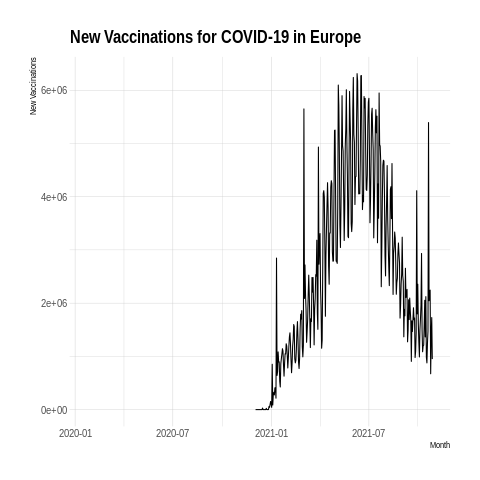 New Vaccinations for COVID-19 in Europe
New Vaccinations
6e+06
4e+06
2e+06
0e+00
2020-01
2020-07
2021-01
2021-07
Month